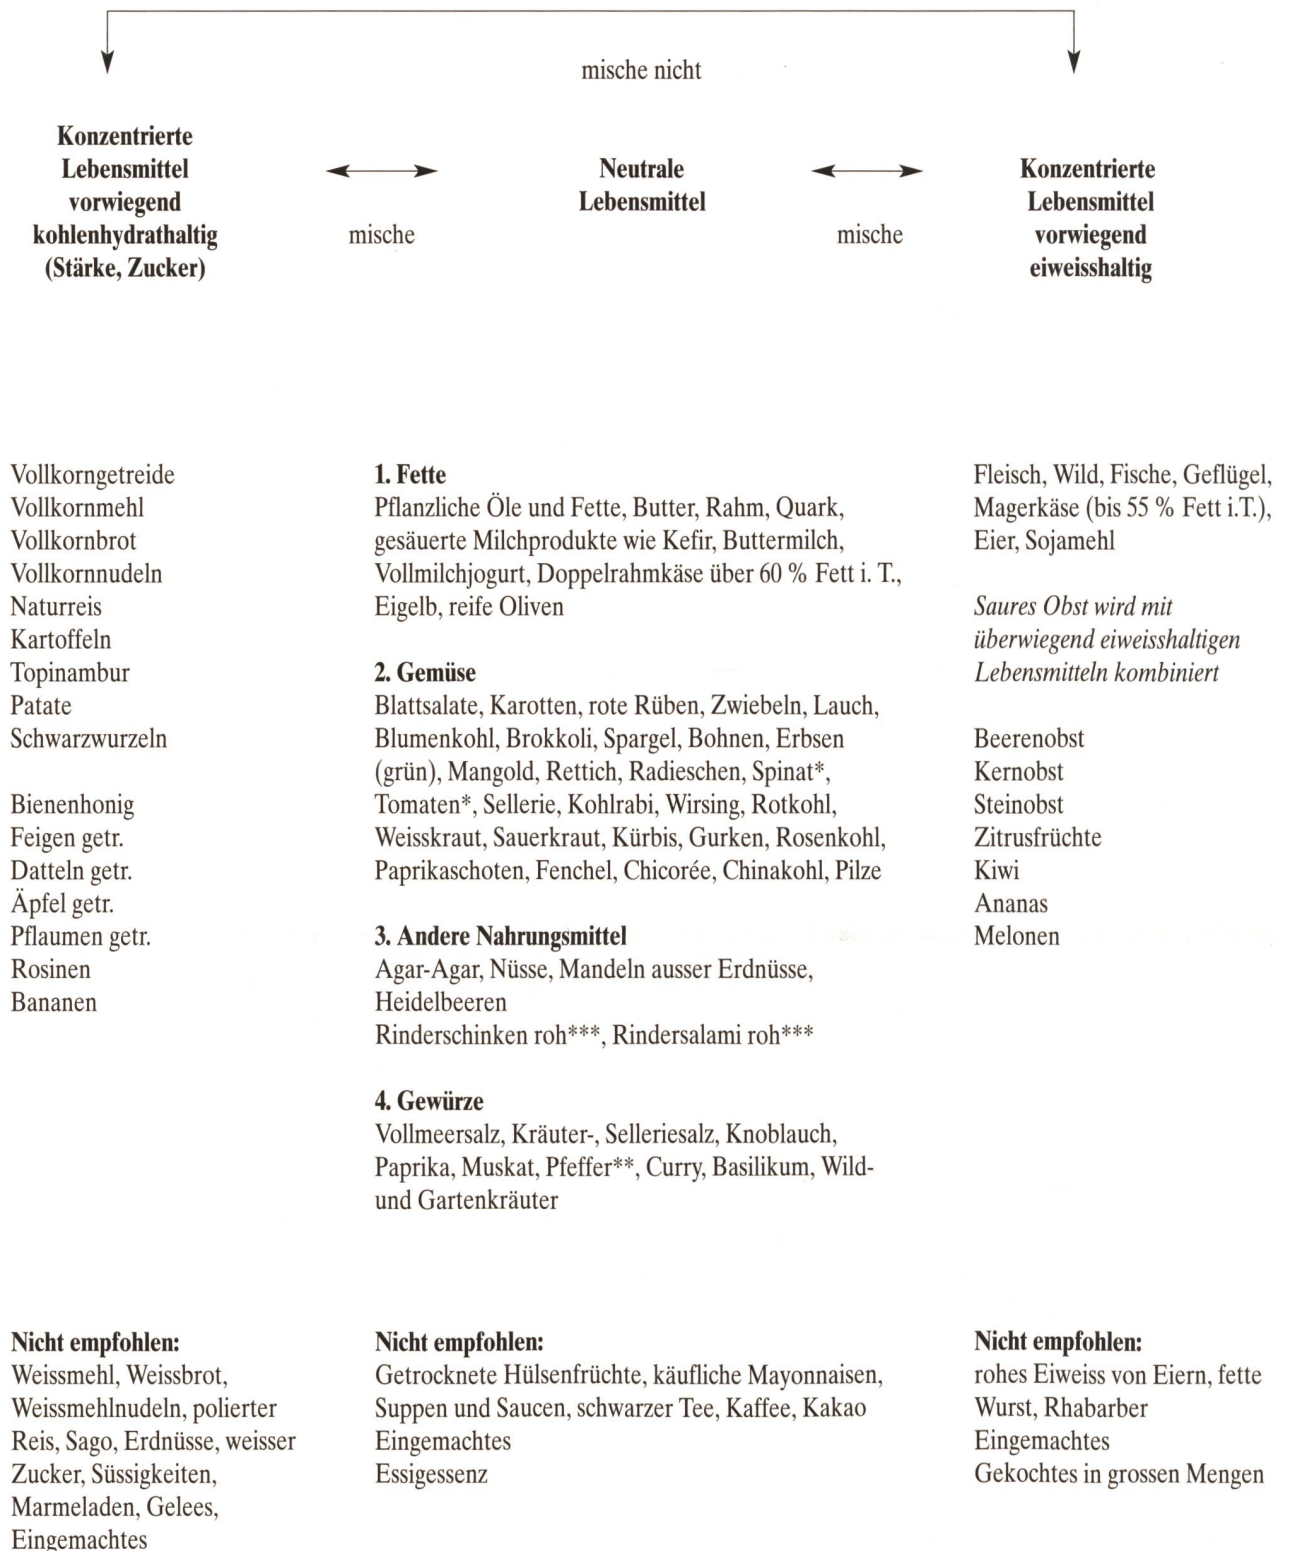 mische nicht
Konzentrierte
Lebensmittel
vorwiegend
kohlenhydrathaltig
(Stärke, Zucker)
mische
Neutrale
Lebensmittel
mische
Konzentrierte
Lebensmittel
vorwiegend
eiweisshaltig
Vollkorngetreide
Vollkornmehl
Vollkornbrot
Vollkornnudeln
Naturreis
Kartoffeln
Topinambur
Patate
Schwarzwurzeln
Bienenhonig
Feigen getr.
Datteln getr.
Äpfel getr.
Pflaumen getr.
Rosinen
Bananen
1. Fette
Pflanzliche Öle und Fette, Butter, Rahm, Quark,
gesäuerte Milchprodukte wie Kefir, Buttermilch,
Vollmilchjogurt, Doppelrahmkäse über 60 % Fett i. T.,
Eigelb, reife Oliven
2. Gemüse
Blattsalate, Karotten, rote Rüben, Zwiebeln, Lauch,
Blumenkohl, Brokkoli, Spargel, Bohnen, Erbsen
(grün), Mangold, Rettich, Radieschen, Spinat*,
Tomaten*, Sellerie, Kohlrabi, Wirsing, Rotkohl,
Weisskraut, Sauerkraut, Kürbis, Gurken, Rosenkohl,
Paprikaschoten, Fenchel, Chicorée, Chinakohl, Pilze
3. Andere Nahrungsmittel
Agar-Agar, Nüsse, Mandeln ausser Erdnüsse,
Heidelbeeren
Rinderschinken roh***, Rindersalami roh***
4. Gewürze
Vollmeersalz, Kräuter-, Selleriesalz, Knoblauch,
Paprika, Muskat, Pfeffer**, Curry, Basilikum, Wild-
und Gartenkräuter
Fleisch, Wild, Fische, Geflügel,
Magerkäse (bis 55 % Fett i.T.),
Eier, Sojamehl
Saures Obst wird mit
überwiegend eiweisshaltigen
Lebensmitteln kombiniert
Beerenobst
Kernobst
Steinobst
Zitrusfrüchte
Kiwi
Ananas
Melonen
Nicht empfohlen:
Weissmehl, Weissbrot,
Weissmehlnudeln, polierter
Reis, Sago, Erdnüsse, weisser
Zucker, Süssigkeiten,
Marmeladen, Gelees,
Eingemachtes
Nicht empfohlen:
Getrocknete Hülsenfrüchte, käufliche Mayonnaisen,
Suppen und Saucen, schwarzer Tee, Kaffee, Kakao
Eingemachtes
Essigessenz
Nicht empfohlen:
rohes Eiweiss von Eiern, fette
Wurst, Rhabarber
Eingemachtes
Gekochtes in grossen Mengen